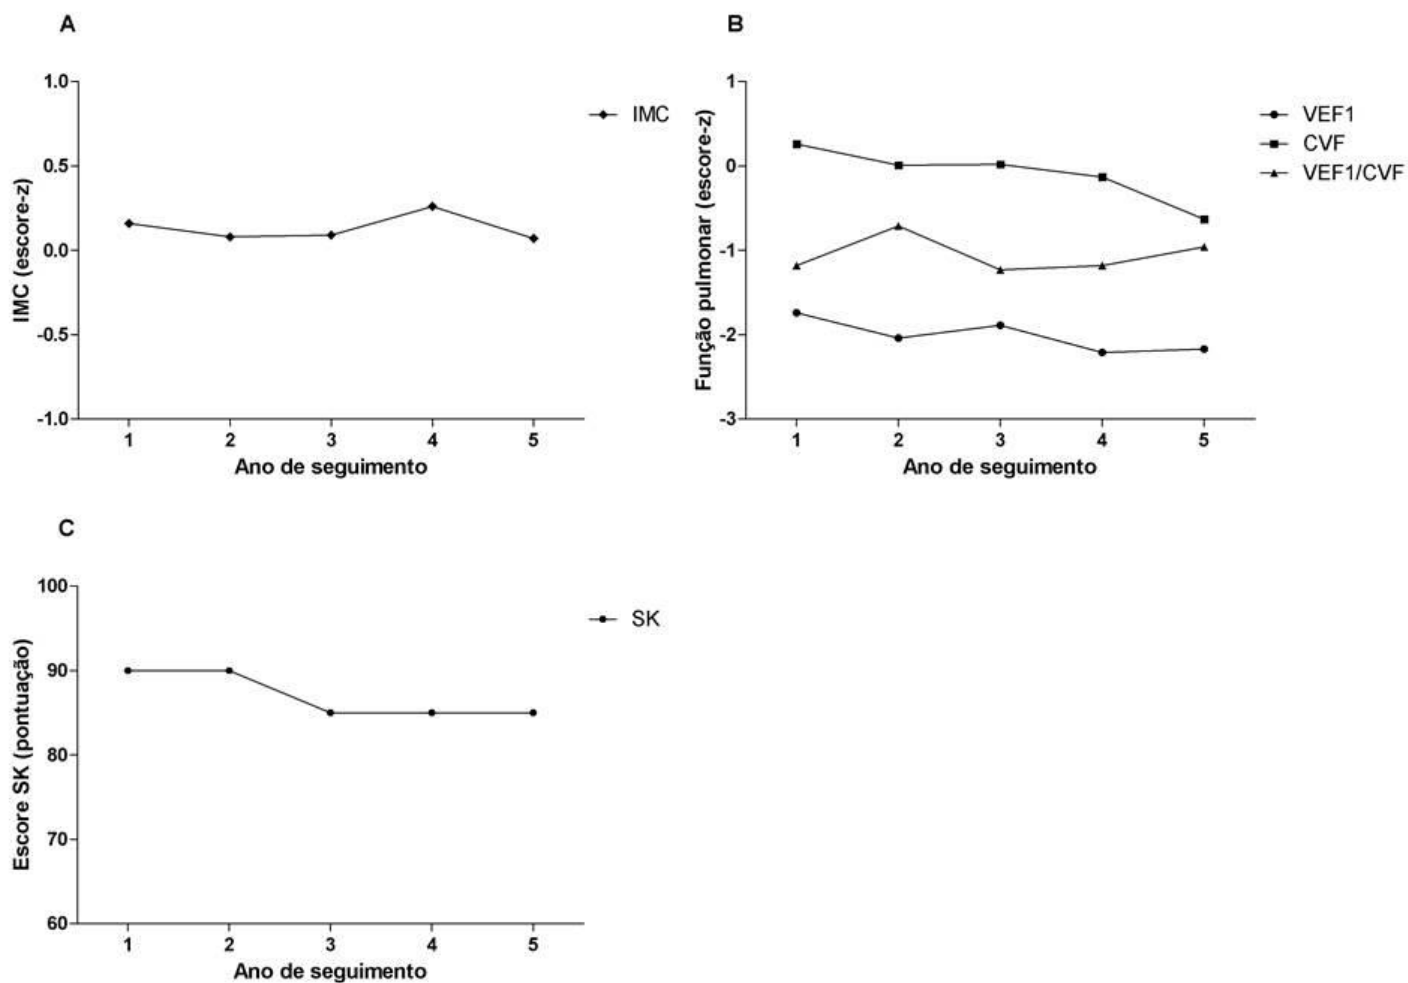 A
1.0
0.5
0.0
-0.5
-1.0
IMC (escore-z)
1 2 3 4 5
Ano de seguimento
IMC
B
1
0
-1
-2
-3
Função pulmonar (escore-z)
1 2 3 4 5
Ano de seguimento
VEF1
CVF
VEF1/CVF
C
100
90
80
70
60
Escore SK (pontuação)
1 2 3 4 5
Ano de seguimento
SK